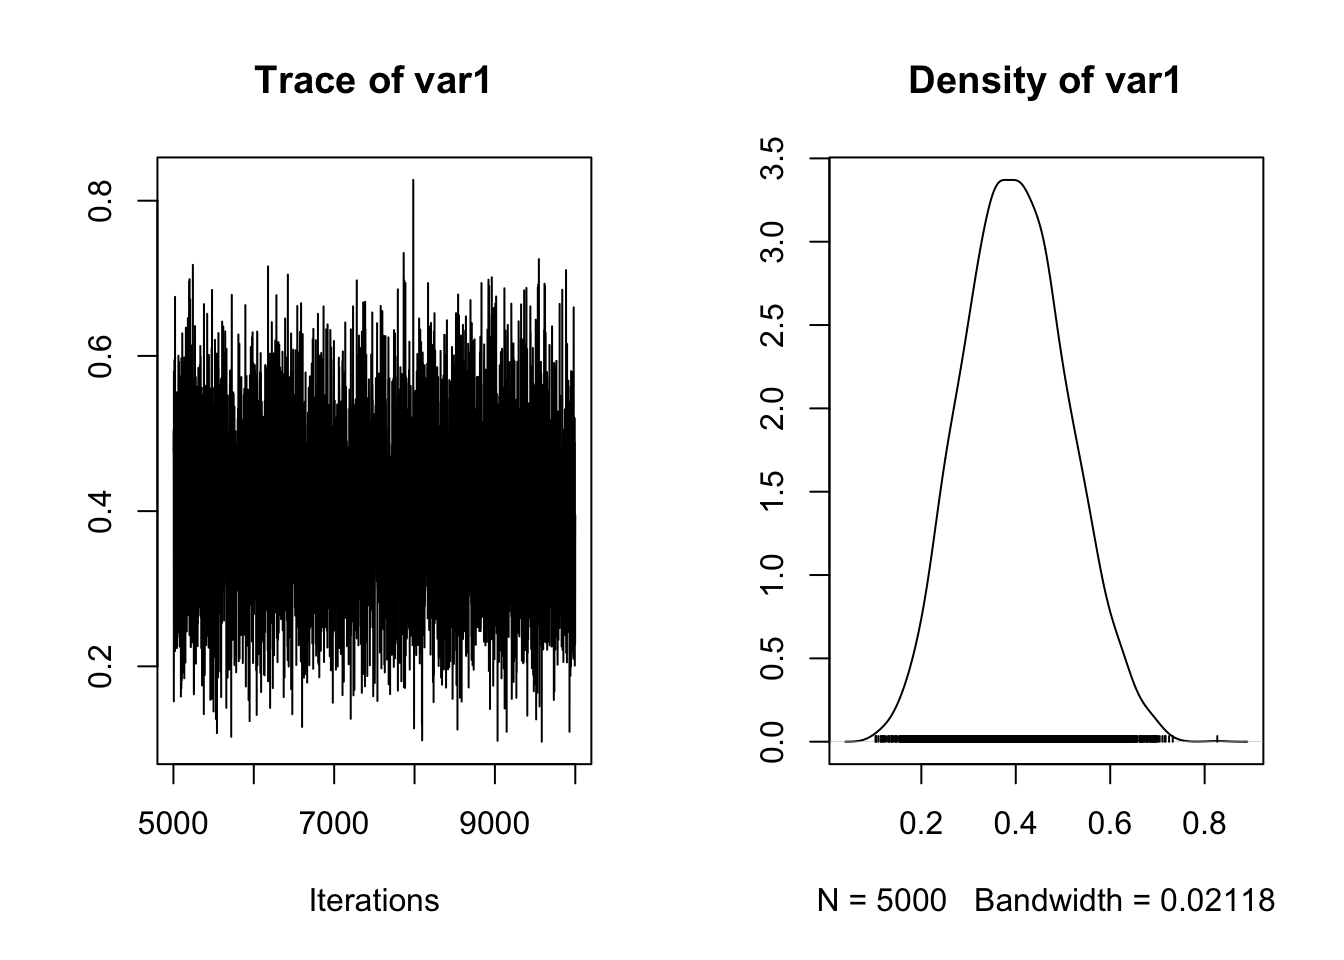 Trace of var1
0.8
0.6
0.4
0.2
5000 7000 9000
Iterations
Density of var1
3.5
3.0
2.5
2.0
1.5
1.0
0.5
0.0
0.2 0.4 0.6 0.8
N = 5000 Bandwidth = 0.02118